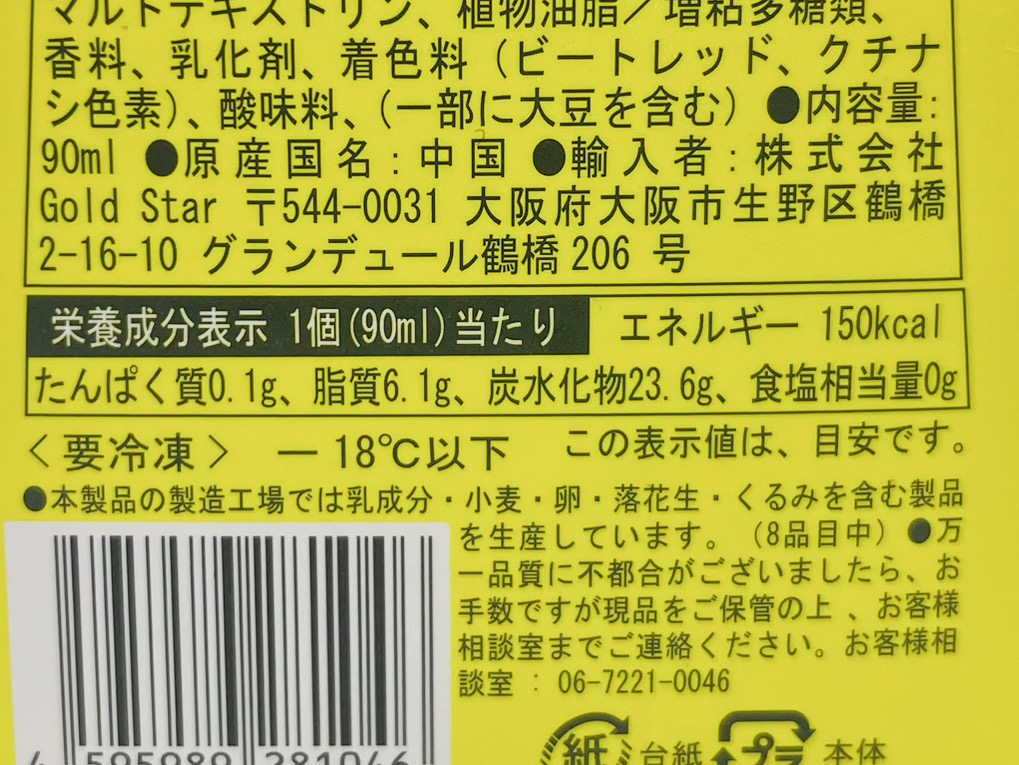 マルトデキストリン、植物油脂／増粘多糖類、
香料、乳化剤、着色料（ビートレッド、クチナ
シ色素）、酸味料、（一部に大豆を含む）●内容量:
90ml ●原産国名：中国 ●輸入者：株式会社
Gold Star 〒544-0031 大阪府大阪市生野区鶴橋
2-16-10 グランデュール鶴橋 206 号
栄養成分表示 1個(90ml)当たり エネルギー 150kcal
たんぱく質0.1g、脂質6.1g、炭水化物23.6g、食塩相当量0g
〈要冷凍〉 －18℃以下 この表示値は、目安です。
●本製品の製造工場では乳成分・小麦・卵・落花生・くるみを含む製品
を生産しています。（8品目中）●万
一品質に不都合がございましたら、お
手数ですが現品をご保管の上 、お客様
相談室までご連絡ください。お客様相
談室 : 06-7221-0046
紙 台紙 プラ 本体
4 595989 281046